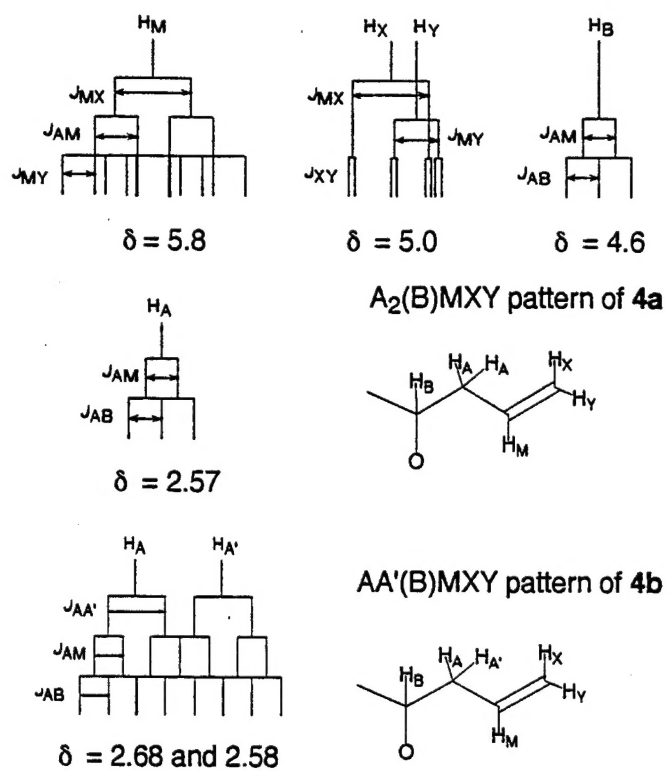 H_M
H_X H_Y
H_B
J_MX
J_AM
J_MY
J_MX
J_MY
J_XY
J_AM
J_AB
δ = 5.8
δ = 5.0
δ = 4.6
H_A
J_AM
J_AB
δ = 2.57
A₂(B)MXY pattern of 4a
H_B
H_A H_A
H_X
H_Y
H_M
O
H_A H_A'
J_AA'
J_AM
J_AB
δ = 2.68 and 2.58
AA'(B)MXY pattern of 4b
H_B
H_A H_A'
H_X
H_Y
H_M
O